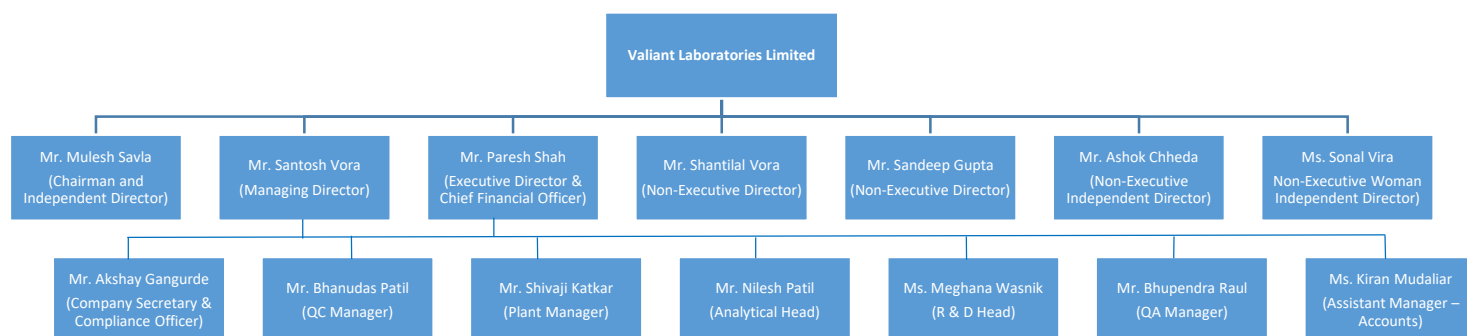 Valiant Laboratories Limited
Mr. Mulesh Savla
(Chairman and
Independent Director)
Mr. Santosh Vora
(Managing Director)
Mr. Paresh Shah
(Executive Director &
Chief Financial Officer)
Mr. Shantilal Vora
(Non-Executive Director)
Mr. Sandeep Gupta
(Non-Executive Director)
Mr. Ashok Chheda
(Non-Executive
Independent Director)
Ms. Sonal Vira
Non-Executive Woman
Independent Director)
Mr. Akshay Gangurde
(Company Secretary &
Compliance Officer)
Mr. Bhanudas Patil
(QC Manager)
Mr. Shivaji Katkar
(Plant Manager)
Mr. Nilesh Patil
(Analytical Head)
Ms. Meghana Wasnik
(R & D Head)
Mr. Bhupendra Raul
(QA Manager)
Ms. Kiran Mudaliar
(Assistant Manager –
Accounts)